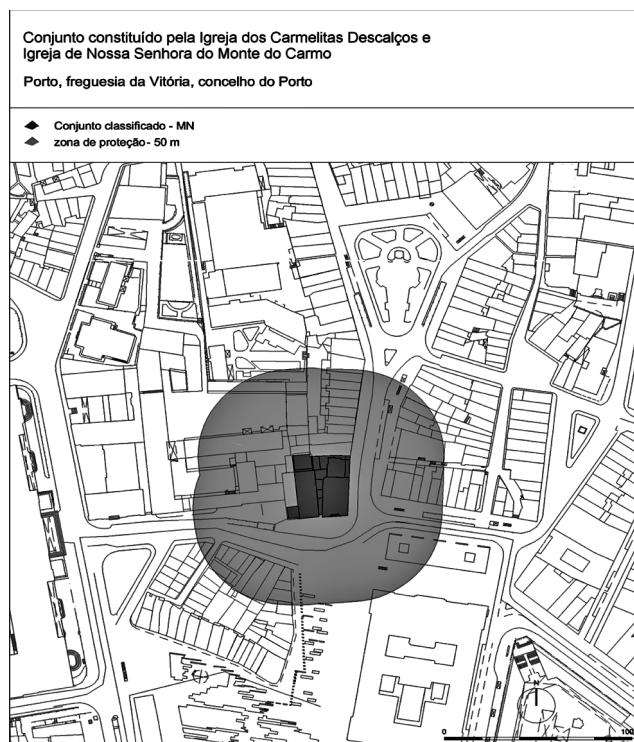 Conjunto constituído pela Igreja dos Carmelitas Descalços e
Igreja de Nossa Senhora do Monte do Carmo
Porto, freguesia da Vitória, concelho do Porto
Conjunto classificado - MN
zona de proteção - 50 m
0 100